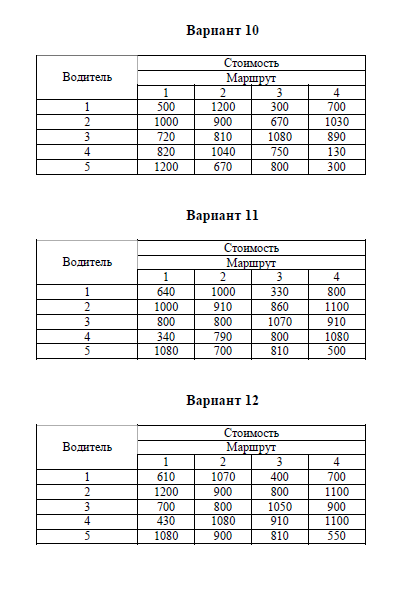 Вариант 10
Стоимость
Водитель Маршрут
1 2 3 4
1 500 1200 300 700
2 1000 900 670 1030
3 720 810 1080 890
4 820 1040 750 130
5 1200 670 800 300
Вариант 11
Стоимость
Водитель Маршрут
1 2 3 4
1 640 1000 330 800
2 1000 910 860 1100
3 800 800 1070 910
4 340 790 800 1080
5 1080 700 810 500
Вариант 12
Стоимость
Водитель Маршрут
1 2 3 4
1 610 1070 400 700
2 1200 900 800 1100
3 700 800 1050 900
4 430 1080 910 1100
5 1080 900 810 550